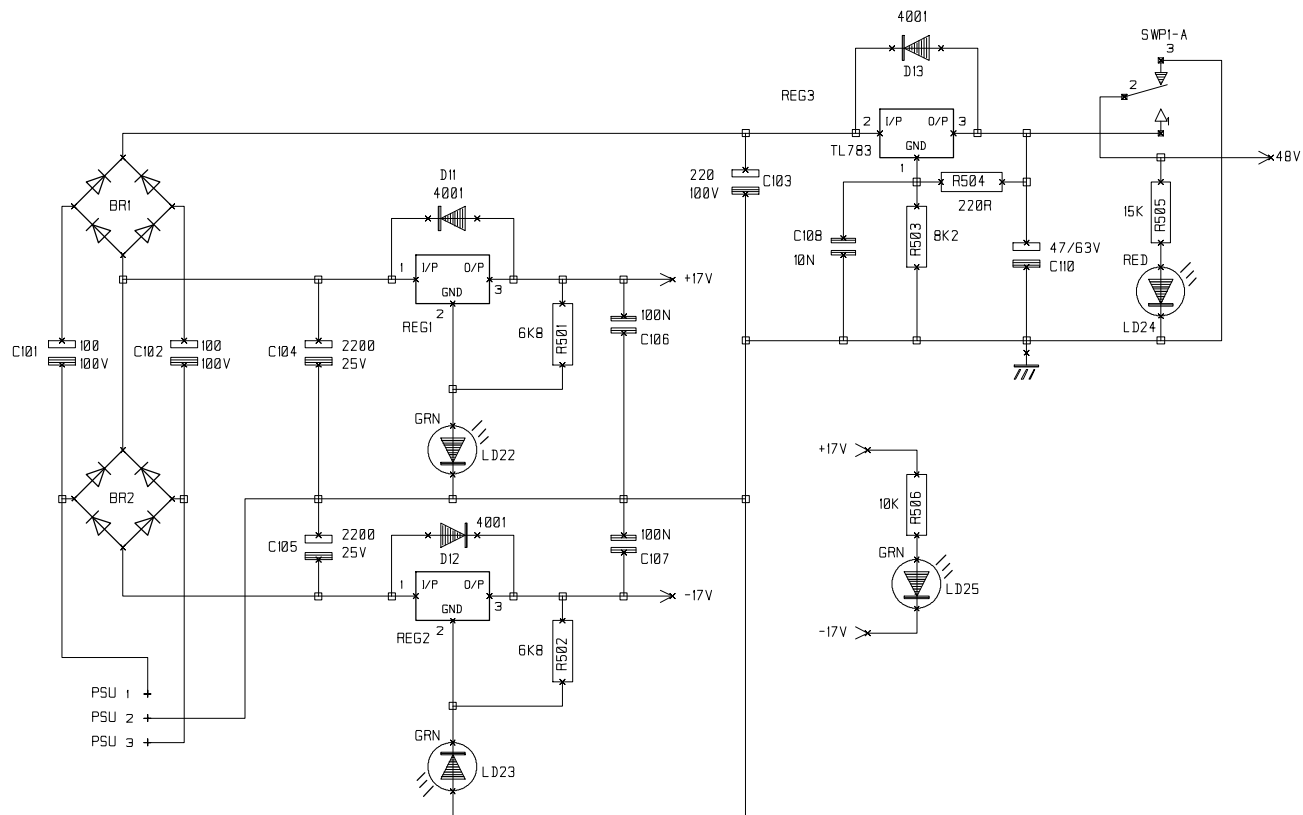 4001
D13
SWP1-A
3
2
1
REG3
2
I/P
O/P
3
GND
TL783
1
48V
BR1
D11
4001
220
100V
C103
R504
220R
C108
10N
R503
8K2
47/63V
C110
15K
R505
RED
LD24
1
I/P
O/P
3
GND
2
REG1
+17V
6K8
R501
100N
C106
C101
100
100V
C102
100
100V
C104
2200
25V
GRN
LD22
BR2
C105
2200
25V
4001
D12
100N
C107
1
I/P
O/P
3
GND
2
REG2
-17V
6K8
R502
+17V
10K
R506
GRN
LD25
-17V
PSU 1
PSU 2
PSU 3
GRN
LD23